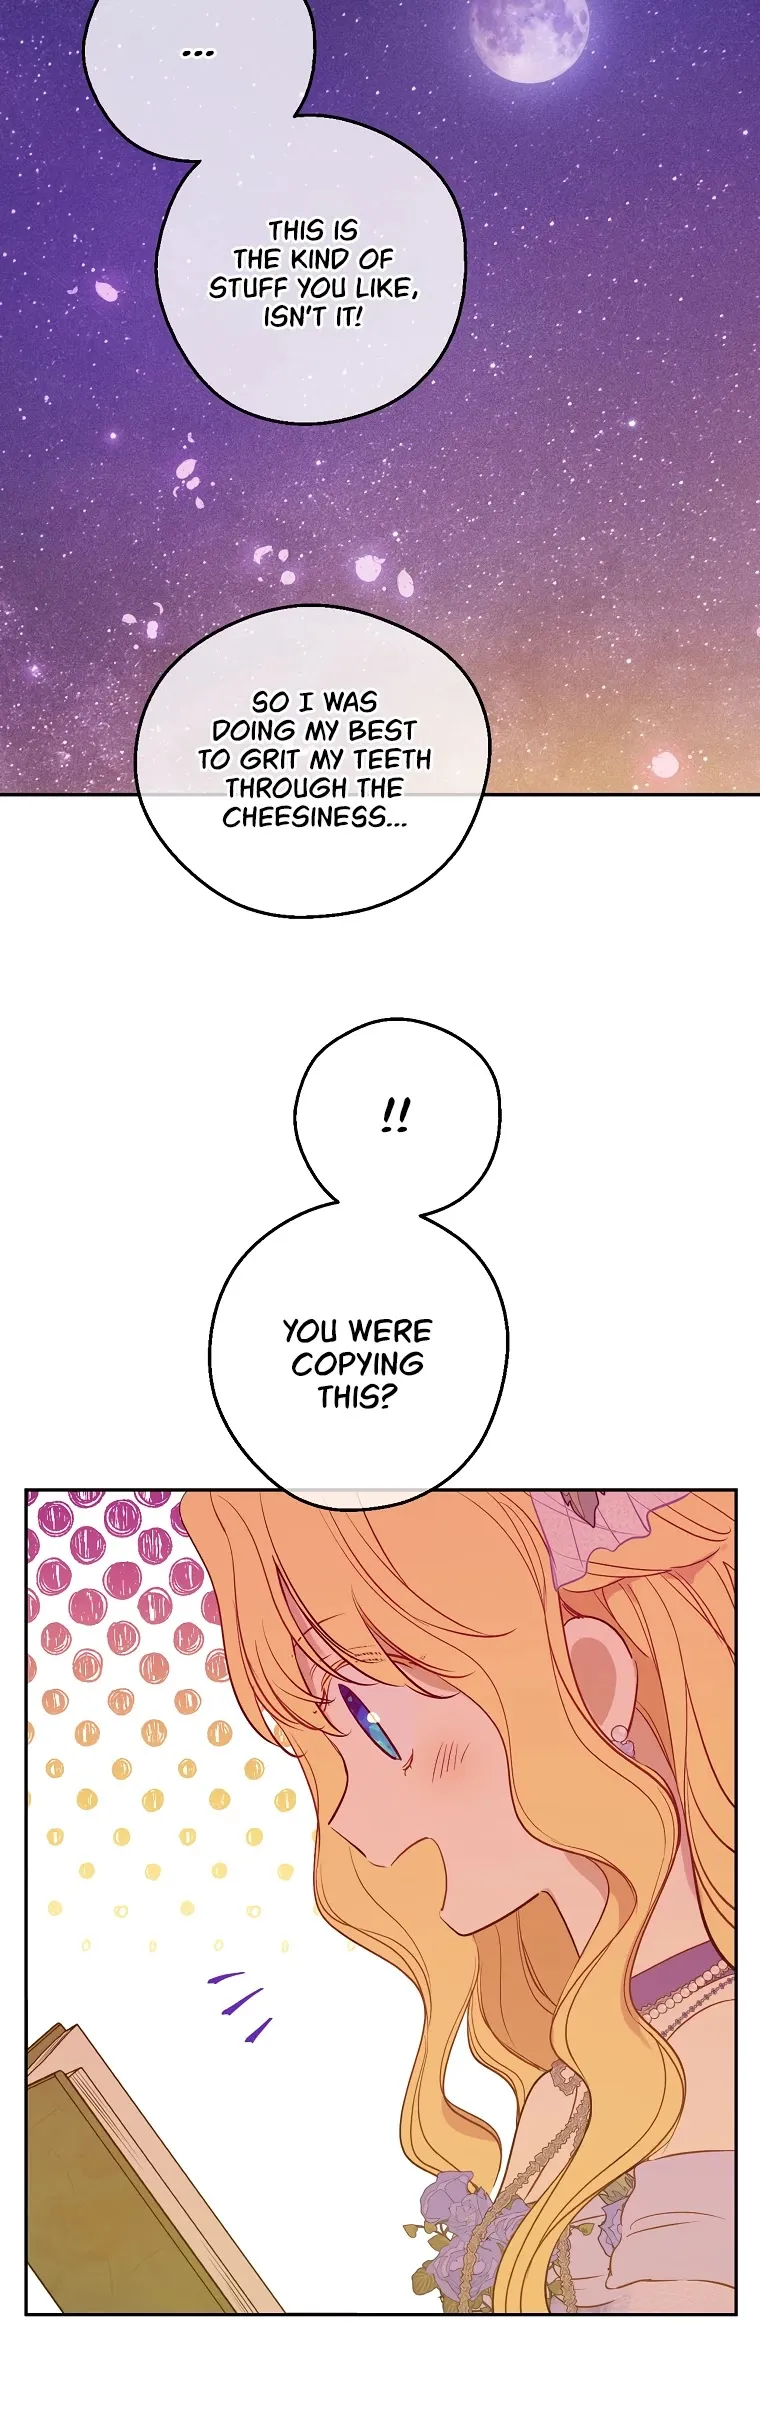 ...
THIS IS
THE KIND OF
STUFF YOU LIKE,
ISN'T IT!
SO I WAS
DOING MY BEST
TO GRIT MY TEETH
THROUGH THE
CHEESINESS...
!!
YOU WERE
COPYING
THIS?